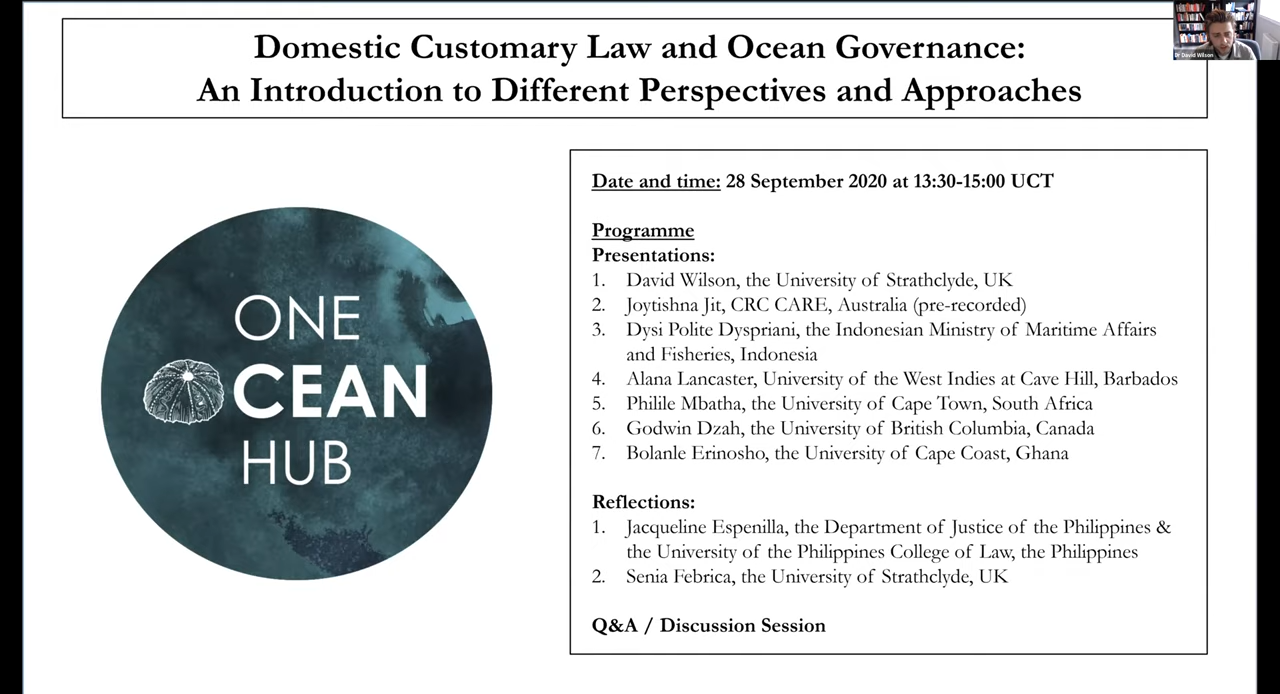 Domestic Customary Law and Ocean Governance:
An Introduction to Different Perspectives and Approaches
Dr David Wilson
ONE
OCEAN
HUB
Date and time: 28 September 2020 at 13:30-15:00 UCT
Programme
Presentations:
1. David Wilson, the University of Strathclyde, UK
2. Joytishna Jit, CRC CARE, Australia (pre-recorded)
3. Dysi Polite Dyspriani, the Indonesian Ministry of Maritime Affairs
and Fisheries, Indonesia
4. Alana Lancaster, University of the West Indies at Cave Hill, Barbados
5. Philile Mbatha, the University of Cape Town, South Africa
6. Godwin Dzah, the University of British Columbia, Canada
7. Bolanle Erinosho, the University of Cape Coast, Ghana
Reflections:
1. Jacqueline Espenilla, the Department of Justice of the Philippines &
the University of the Philippines College of Law, the Philippines
2. Senia Febrica, the University of Strathclyde, UK
Q&A / Discussion Session